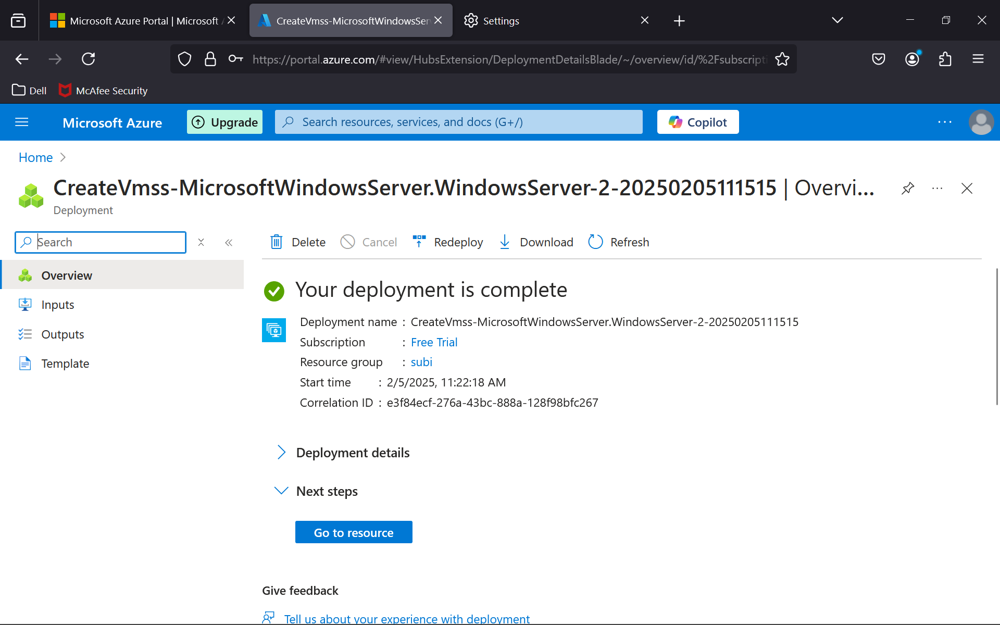 Microsoft Azure Portal | Microsoft
CreateVmss-MicrosoftWindowsSer
Settings
https://portal.azure.com/#view/HubsExtension/DeploymentDetailsBlade/~/overview/id/%2Fsubscripti
Dell
McAfee Security
Microsoft Azure
Upgrade
Search resources, services, and docs (G+/)
Copilot
Home
CreateVmss-MicrosoftWindowsServer.WindowsServer-2-20250205111515 | Overvi...
Deployment
Search
Delete
Cancel
Redeploy
Download
Refresh
Overview
Inputs
Outputs
Template
Your deployment is complete
Deployment name : CreateVmss-MicrosoftWindowsServer.WindowsServer-2-20250205111515
Subscription : Free Trial
Resource group : subi
Start time : 2/5/2025, 11:22:18 AM
Correlation ID : e3f84ecf-276a-43bc-888a-128f98bfc267
Deployment details
Next steps
Go to resource
Give feedback
Tell us about your experience with deployment